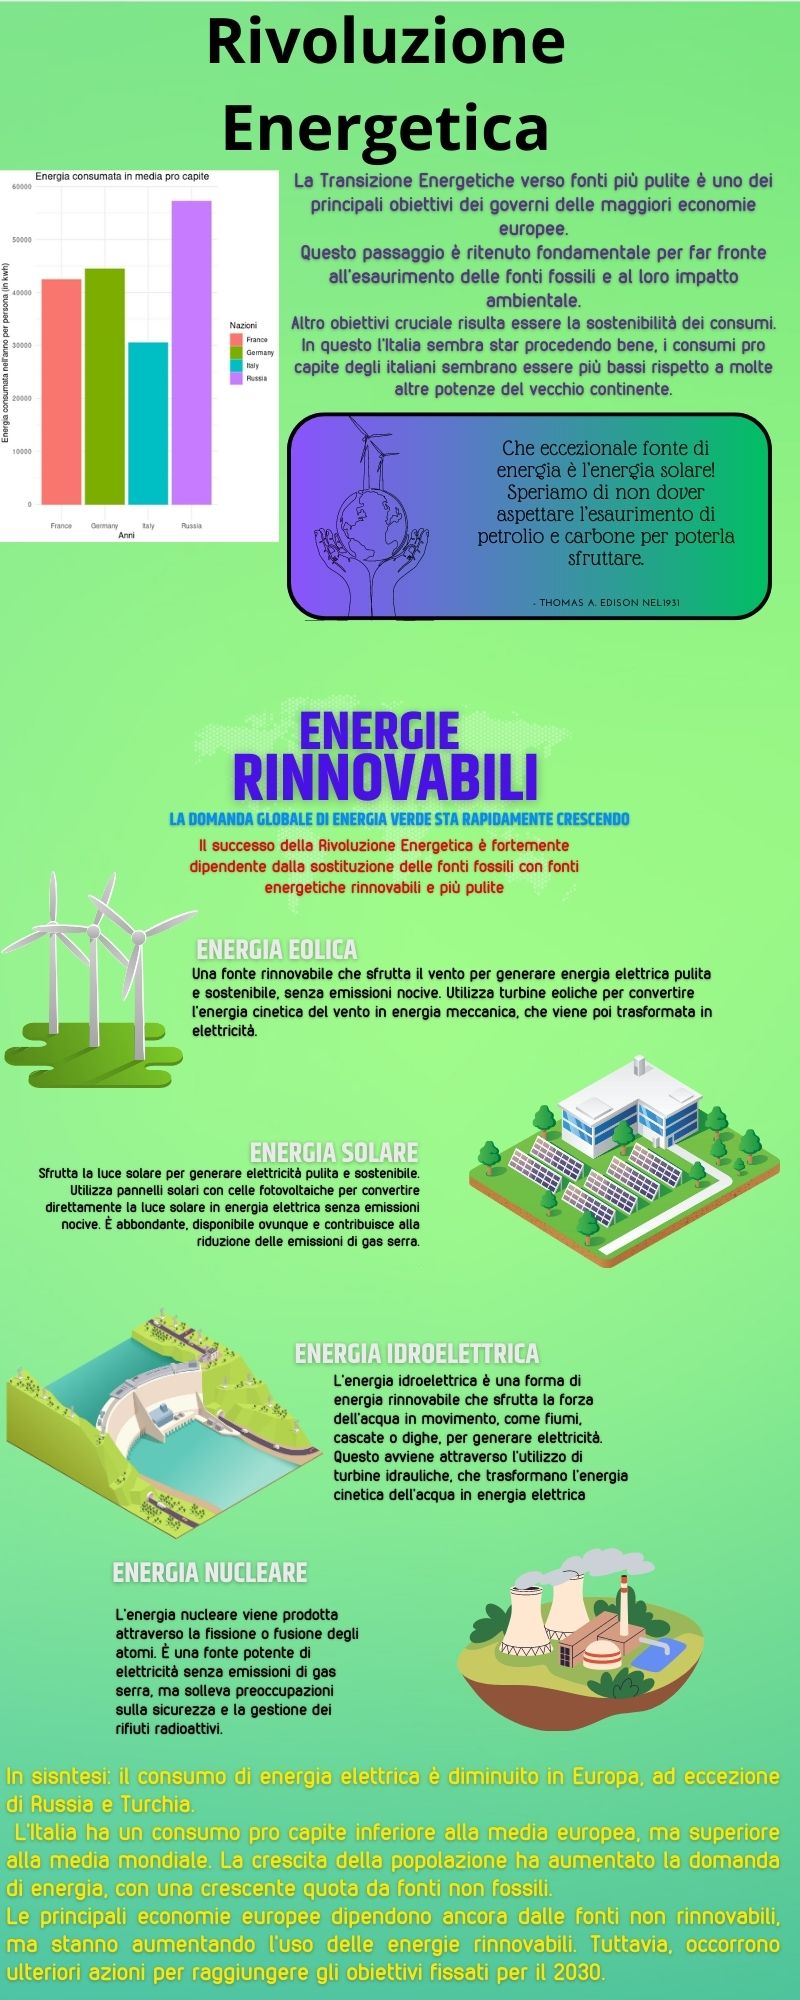 Rivoluzione
Energetica
Energia consumata in media pro capite
60000
50000
40000
30000
20000
10000
0
Energia consumata nell'anno per persona (in kwh)
France
Germany
Italy
Russia
Anni
Nazioni
France
Germany
Italy
Russia
La Transizione Energetiche verso fonti più pulite è uno dei
principali obiettivi dei governi delle maggiori economie
europee.
Questo passaggio è ritenuto fondamentale per far fronte
all'esaurimento delle fonti fossili e al loro impatto
ambientale.
Altro obiettivi cruciale risulta essere la sostenibilità dei consumi.
In questo l'Italia sembra star procedendo bene, i consumi pro
capite degli italiani sembrano essere più bassi rispetto a molte
altre potenze del vecchio continente.
Che eccezionale fonte di
energia è l'energia solare!
Speriamo di non dover
aspettare l'esaurimento di
petrolio e carbone per poterla
sfruttare.
- THOMAS A. EDISON NEL1931
ENERGIE
RINNOVABILI
LA DOMANDA GLOBALE DI ENERGIA VERDE STA RAPIDAMENTE CRESCENDO
Il successo della Rivoluzione Energetica è fortemente
dipendente dalla sostituzione delle fonti fossili con fonti
energetiche rinnovabili e più pulite
ENERGIA EOLICA
Una fonte rinnovabile che sfrutta il vento per generare energia elettrica pulita
e sostenibile, senza emissioni nocive. Utilizza turbine eoliche per convertire
l'energia cinetica del vento in energia meccanica, che viene poi trasformata in
elettricità.
ENERGIA SOLARE
Sfrutta la luce solare per generare elettricità pulita e sostenibile.
Utilizza pannelli solari con celle fotovoltaiche per convertire
direttamente la luce solare in energia elettrica senza emissioni
nocive. È abbondante, disponibile ovunque e contribuisce alla
riduzione delle emissioni di gas serra.
ENERGIA IDROELETTRICA
L'energia idroelettrica è una forma di
energia rinnovabile che sfrutta la forza
dell'acqua in movimento, come fiumi,
cascate o dighe, per generare elettricità.
Questo avviene attraverso l'utilizzo di
turbine idrauliche, che trasformano l'energia
cinetica dell'acqua in energia elettrica
ENERGIA NUCLEARE
L'energia nucleare viene prodotta
attraverso la fissione o fusione degli
atomi. È una fonte potente di
elettricità senza emissioni di gas
serra, ma solleva preoccupazioni
sulla sicurezza e la gestione dei
rifiuti radioattivi.
In sisntesi: il consumo di energia elettrica è diminuito in Europa, ad eccezione
di Russia e Turchia.
L'Italia ha un consumo pro capite inferiore alla media europea, ma superiore
alla media mondiale. La crescita della popolazione ha aumentato la domanda
di energia, con una crescente quota da fonti non fossili.
Le principali economie europee dipendono ancora dalle fonti non rinnovabili,
ma stanno aumentando l'uso delle energie rinnovabili. Tuttavia, occorrono
ulteriori azioni per raggiungere gli obiettivi fissati per il 2030.